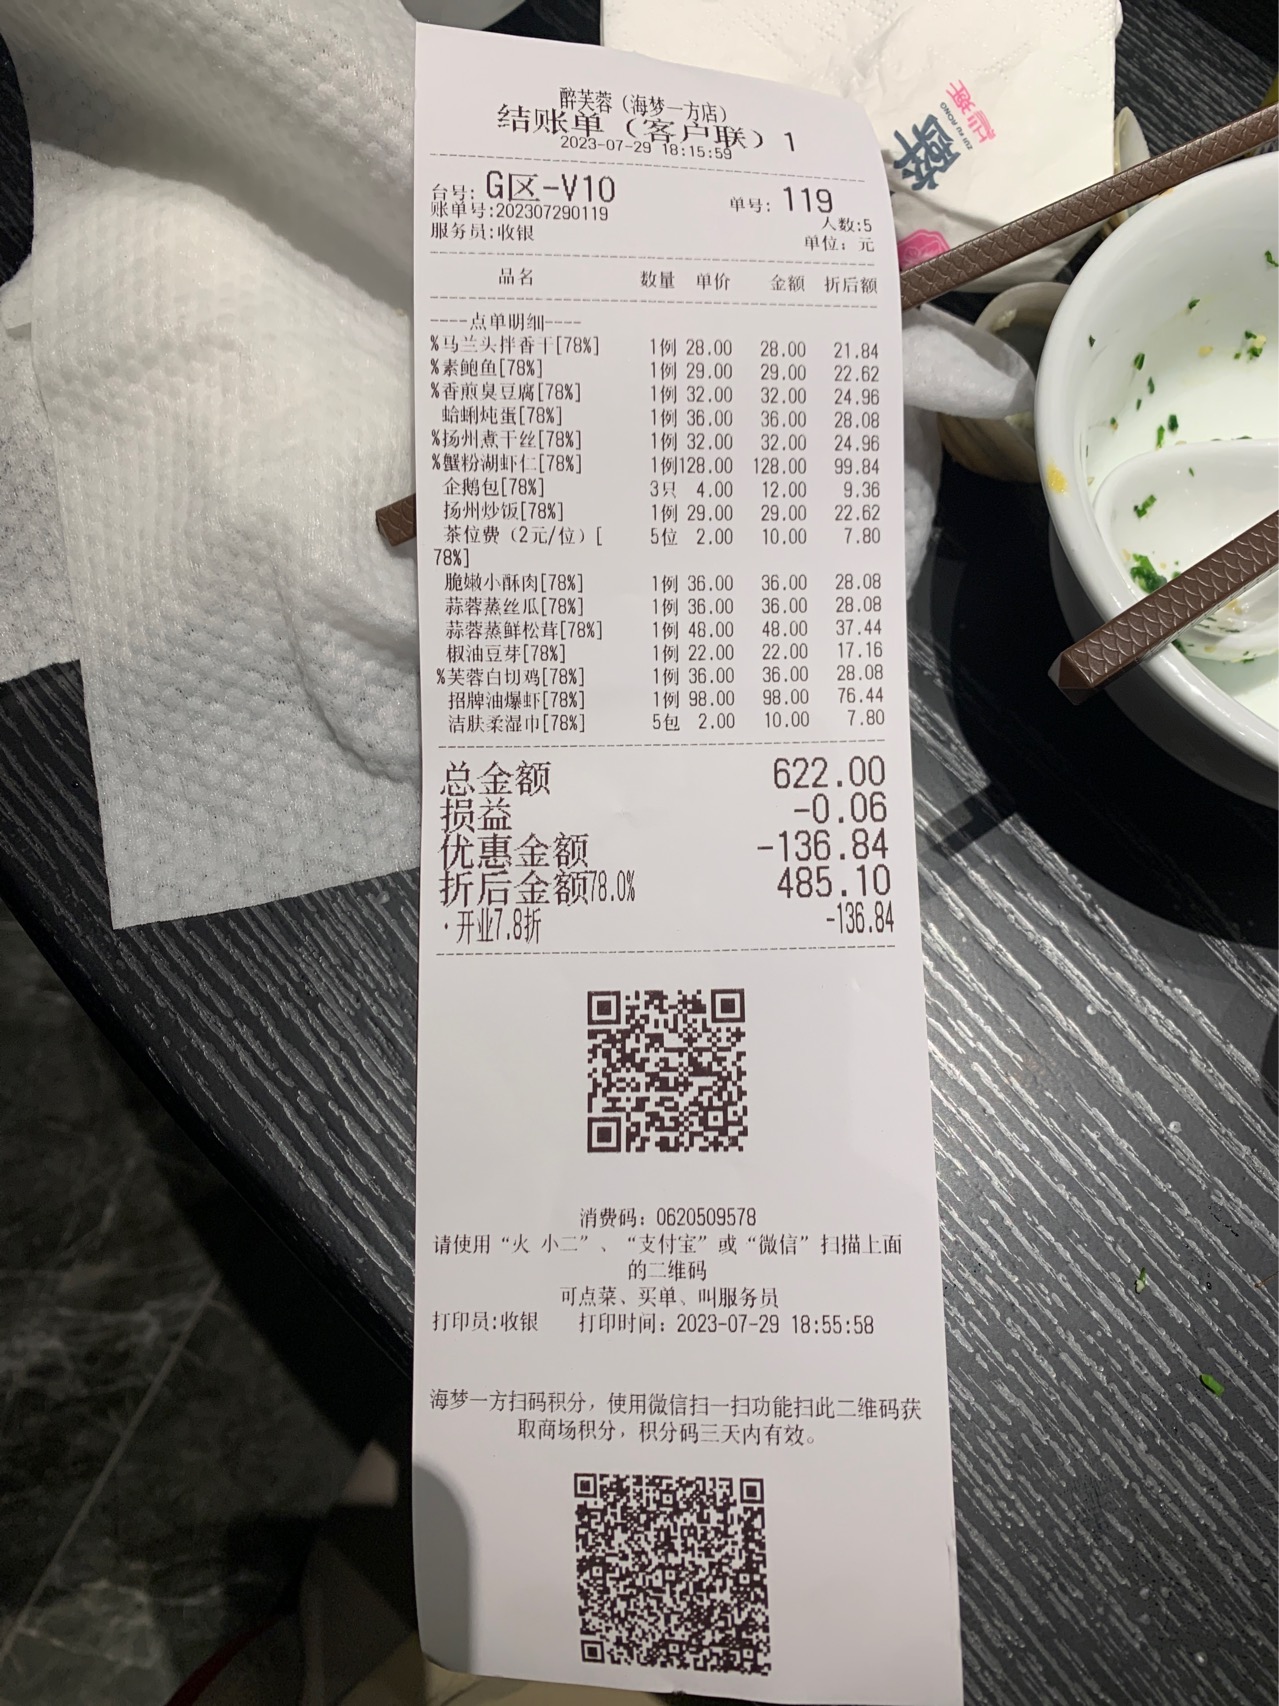 醉芙蓉（海梦一方店）
结账单（客户联）1
2023-07-29 18:15:59
台号: G区-V10 单号: 119
账单号:202307290119 人数:5
服务员:收银 单位: 元
品名 数量 单价 金额 折后额
----点单明细----
%马兰头拌香干[78%] 1例 28.00 28.00 21.84
%素鲍鱼[78%] 1例 29.00 29.00 22.62
%香煎臭豆腐[78%] 1例 32.00 32.00 24.96
蛤蜊炖蛋[78%] 1例 36.00 36.00 28.08
%扬州煮干丝[78%] 1例 32.00 32.00 24.96
%蟹粉湖虾仁[78%] 1例128.00 128.00 99.84
企鹅包[78%] 3只 4.00 12.00 9.36
扬州炒饭[78%] 1例 29.00 29.00 22.62
茶位费（2元/位）[ 5位 2.00 10.00 7.80
78%]
脆嫩小酥肉[78%] 1例 36.00 36.00 28.08
蒜蓉蒸丝瓜[78%] 1例 36.00 36.00 28.08
蒜蓉蒸鲜松茸[78%] 1例 48.00 48.00 37.44
椒油豆芽[78%] 1例 22.00 22.00 17.16
%芙蓉白切鸡[78%] 1例 36.00 36.00 28.08
招牌油爆虾[78%] 1例 98.00 98.00 76.44
洁肤柔湿巾[78%] 5包 2.00 10.00 7.80
总金额 622.00
损益 -0.06
优惠金额 -136.84
折后金额78.0% 485.10
·开业7.8折 -136.84
消费码: 0620509578
请使用“火 小二”、“支付宝”或“微信”扫描上面
的二维码
可点菜、买单、叫服务员
打印员:收银 打印时间: 2023-07-29 18:55:58
海梦一方扫码积分，使用微信扫一扫功能扫此二维码获
取商场积分，积分码三天内有效。
醉
ZUI FU RONG